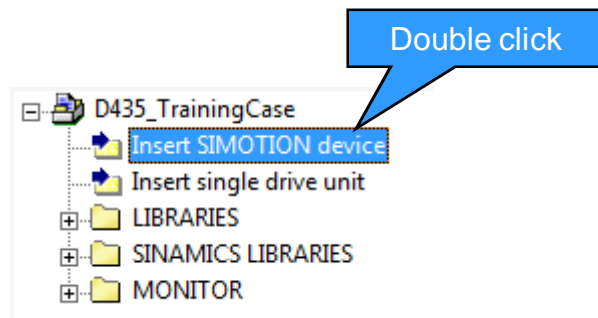 Double click
D435_TrainingCase
Insert SIMOTION device
Insert single drive unit
LIBRARIES
SINAMICS LIBRARIES
MONITOR